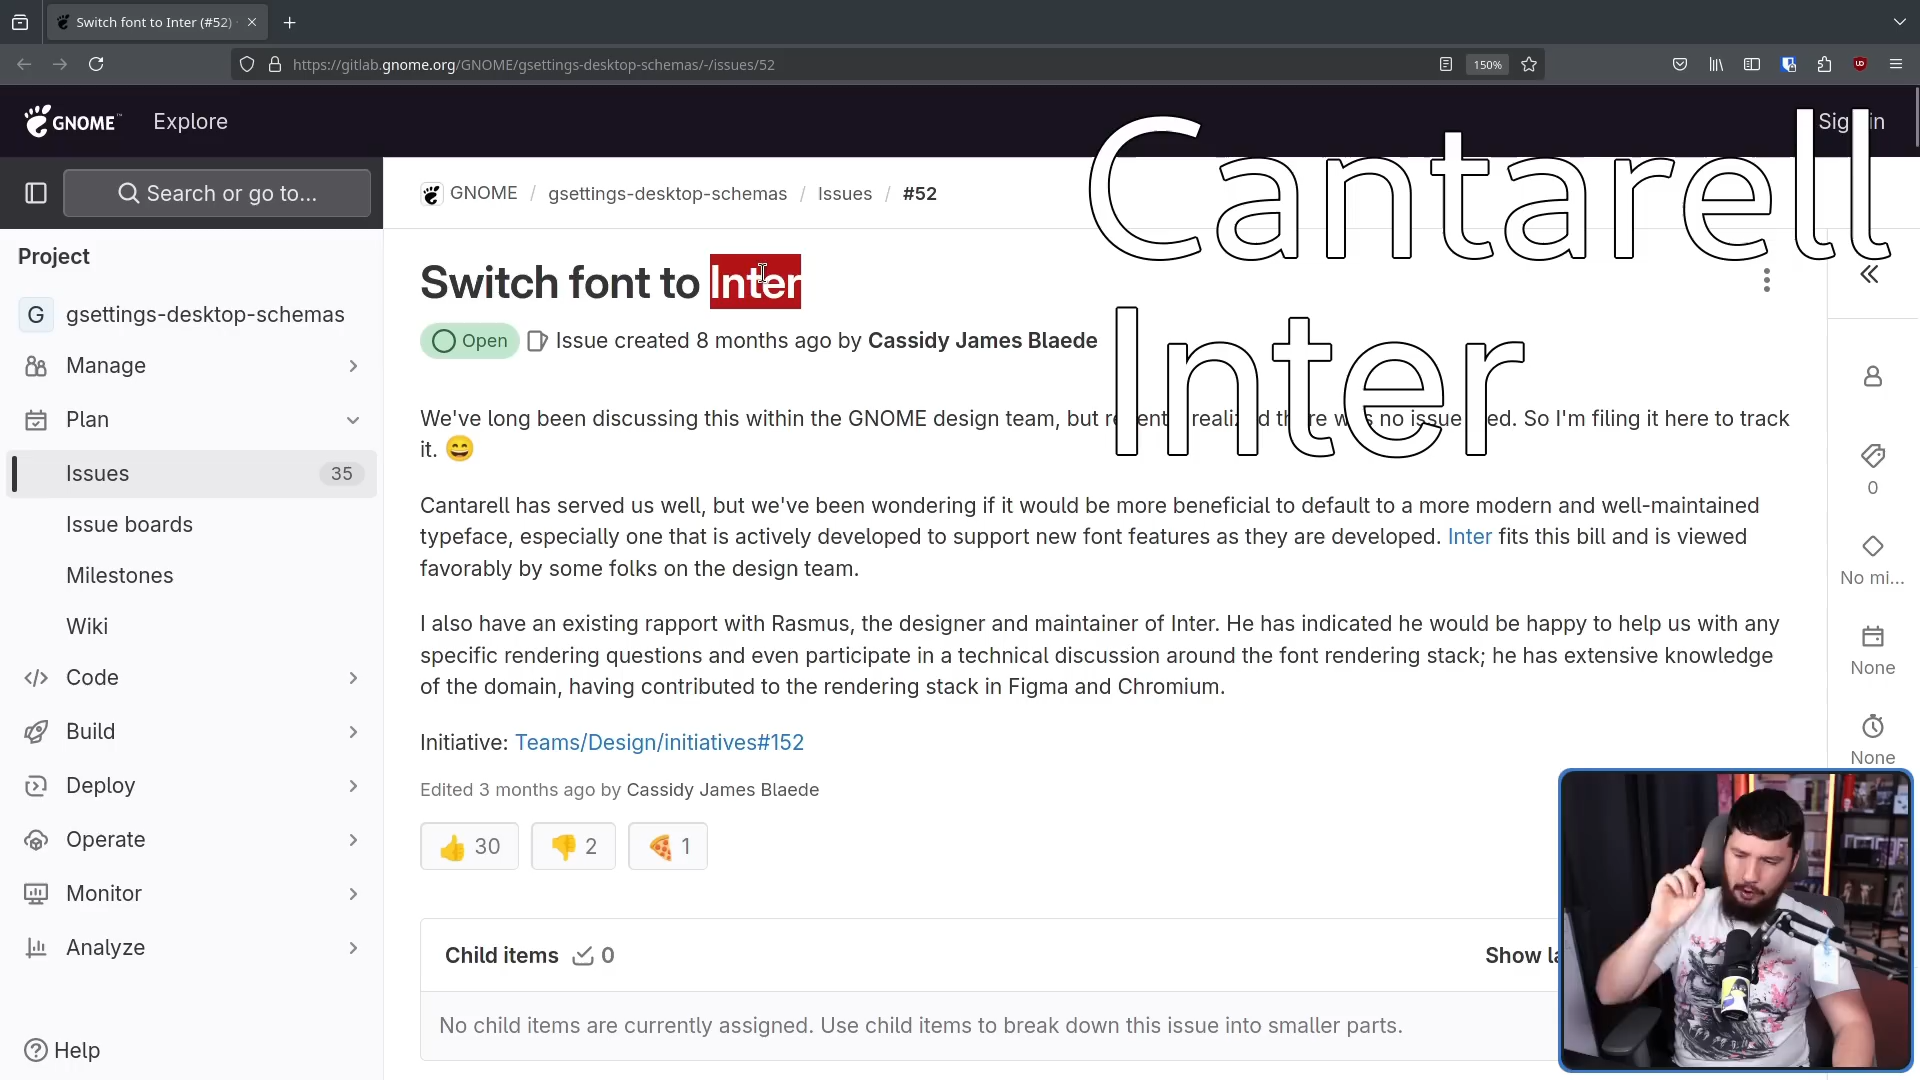 Switch font to Inter (#52)
https://gitlab.gnome.org/GNOME/gsettings-desktop-schemas/-/issues/52
150%
GNOME
Explore
Cantarell
Search or go to...
GNOME / gsettings-desktop-schemas / Issues / #52
Project
Switch font to Inter
G gsettings-desktop-schemas
Inter
Open
Issue created 8 months ago by Cassidy James Blaede
Manage
Plan
We've long been discussing this within the GNOME design team, but realized there was no issue filed. So I'm filing it here to track
it. 😄
Issues 35
0
Issue boards
Cantarell has served us well, but we've been wondering if it would be more beneficial to default to a more modern and well-maintained
typeface, especially one that is actively developed to support new font features as they are developed. Inter fits this bill and is viewed
favorably by some folks on the design team.
No mi...
Milestones
Wiki
I also have an existing rapport with Rasmus, the designer and maintainer of Inter. He has indicated he would be happy to help us with any
specific rendering questions and even participate in a technical discussion around the font rendering stack; he has extensive knowledge
of the domain, having contributed to the rendering stack in Figma and Chromium.
None
Code
Build
Initiative: Teams/Design/initiatives#152
None
Deploy
Edited 3 months ago by Cassidy James Blaede
Operate
👍 30
👎 2
🍕 1
Monitor
Analyze
Child items 0
Show
No child items are currently assigned. Use child items to break down this issue into smaller parts.
Help